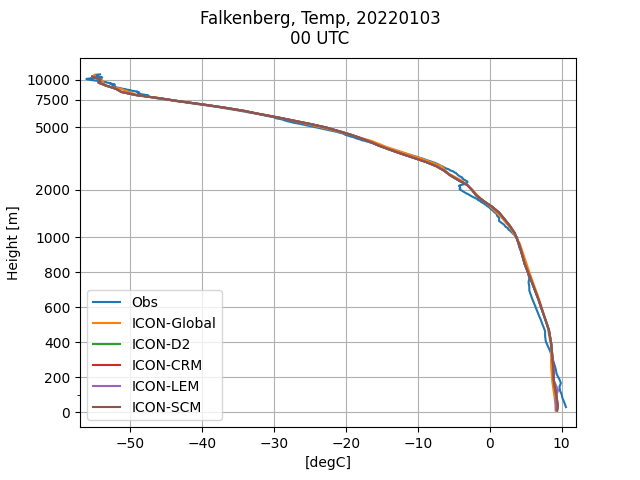 Falkenberg, Temp, 20220103
00 UTC
10000
7500
5000
2000
1000
800
600
400
200
0
Height [m]
Obs
ICON-Global
ICON-D2
ICON-CRM
ICON-LEM
ICON-SCM
−50
−40
−30
−20
−10
0
10
[degC]